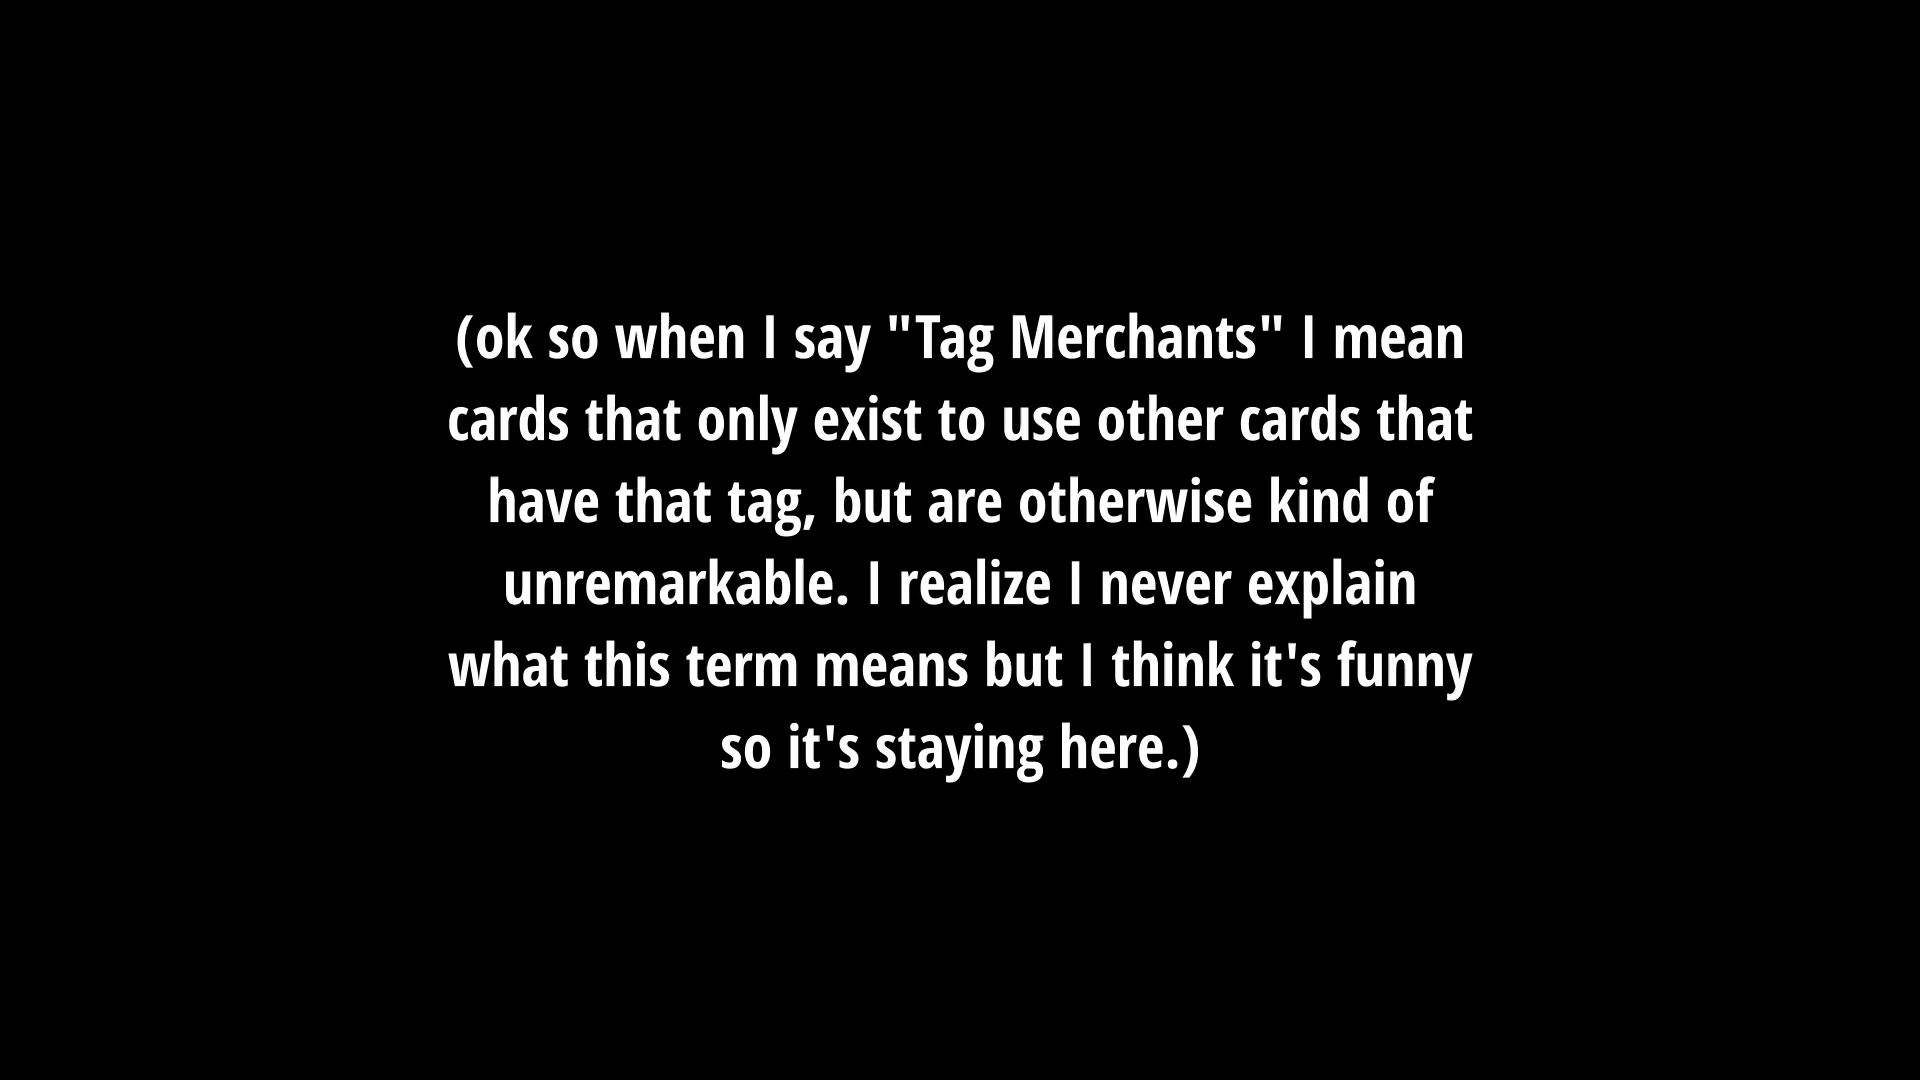 (ok so when I say "Tag Merchants" I mean
cards that only exist to use other cards that
have that tag, but are otherwise kind of
unremarkable. I realize I never explain
what this term means but I think it's funny
so it's staying here.)